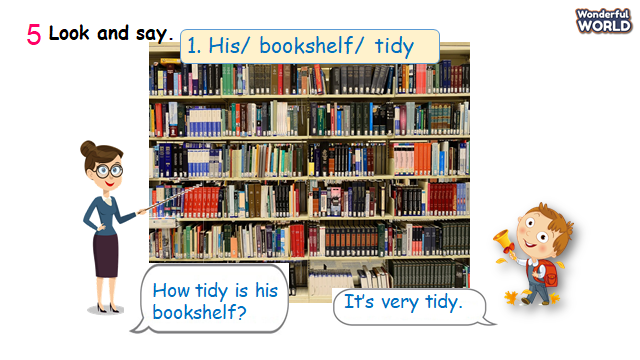 5 Look and say.
Wonderful
WORLD
1. His/ bookshelf/ tidy
How tidy is his
bookshelf?
It's very tidy.